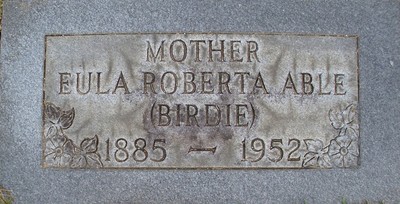 MOTHER
EULA ROBERTA ABLE
(BIRDIE)
1885 — 1952